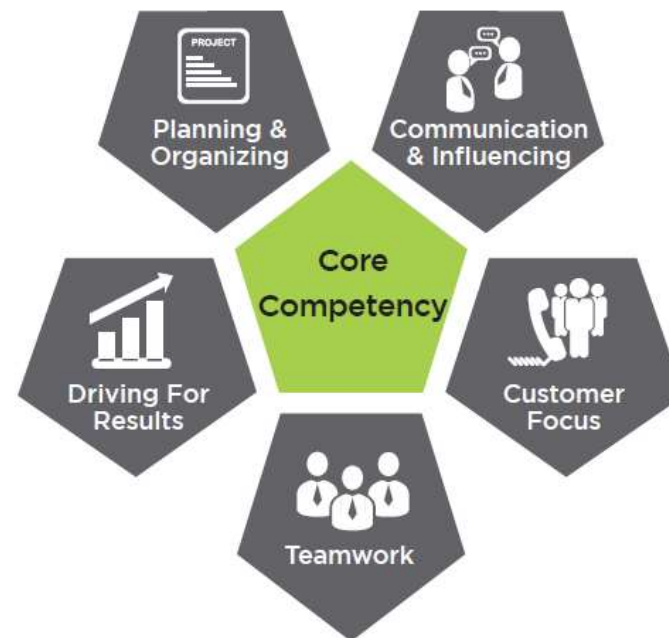 PROJECT
Planning &
Organizing
Communication
& Influencing
Core
Competency
Driving For
Results
Customer
Focus
Teamwork